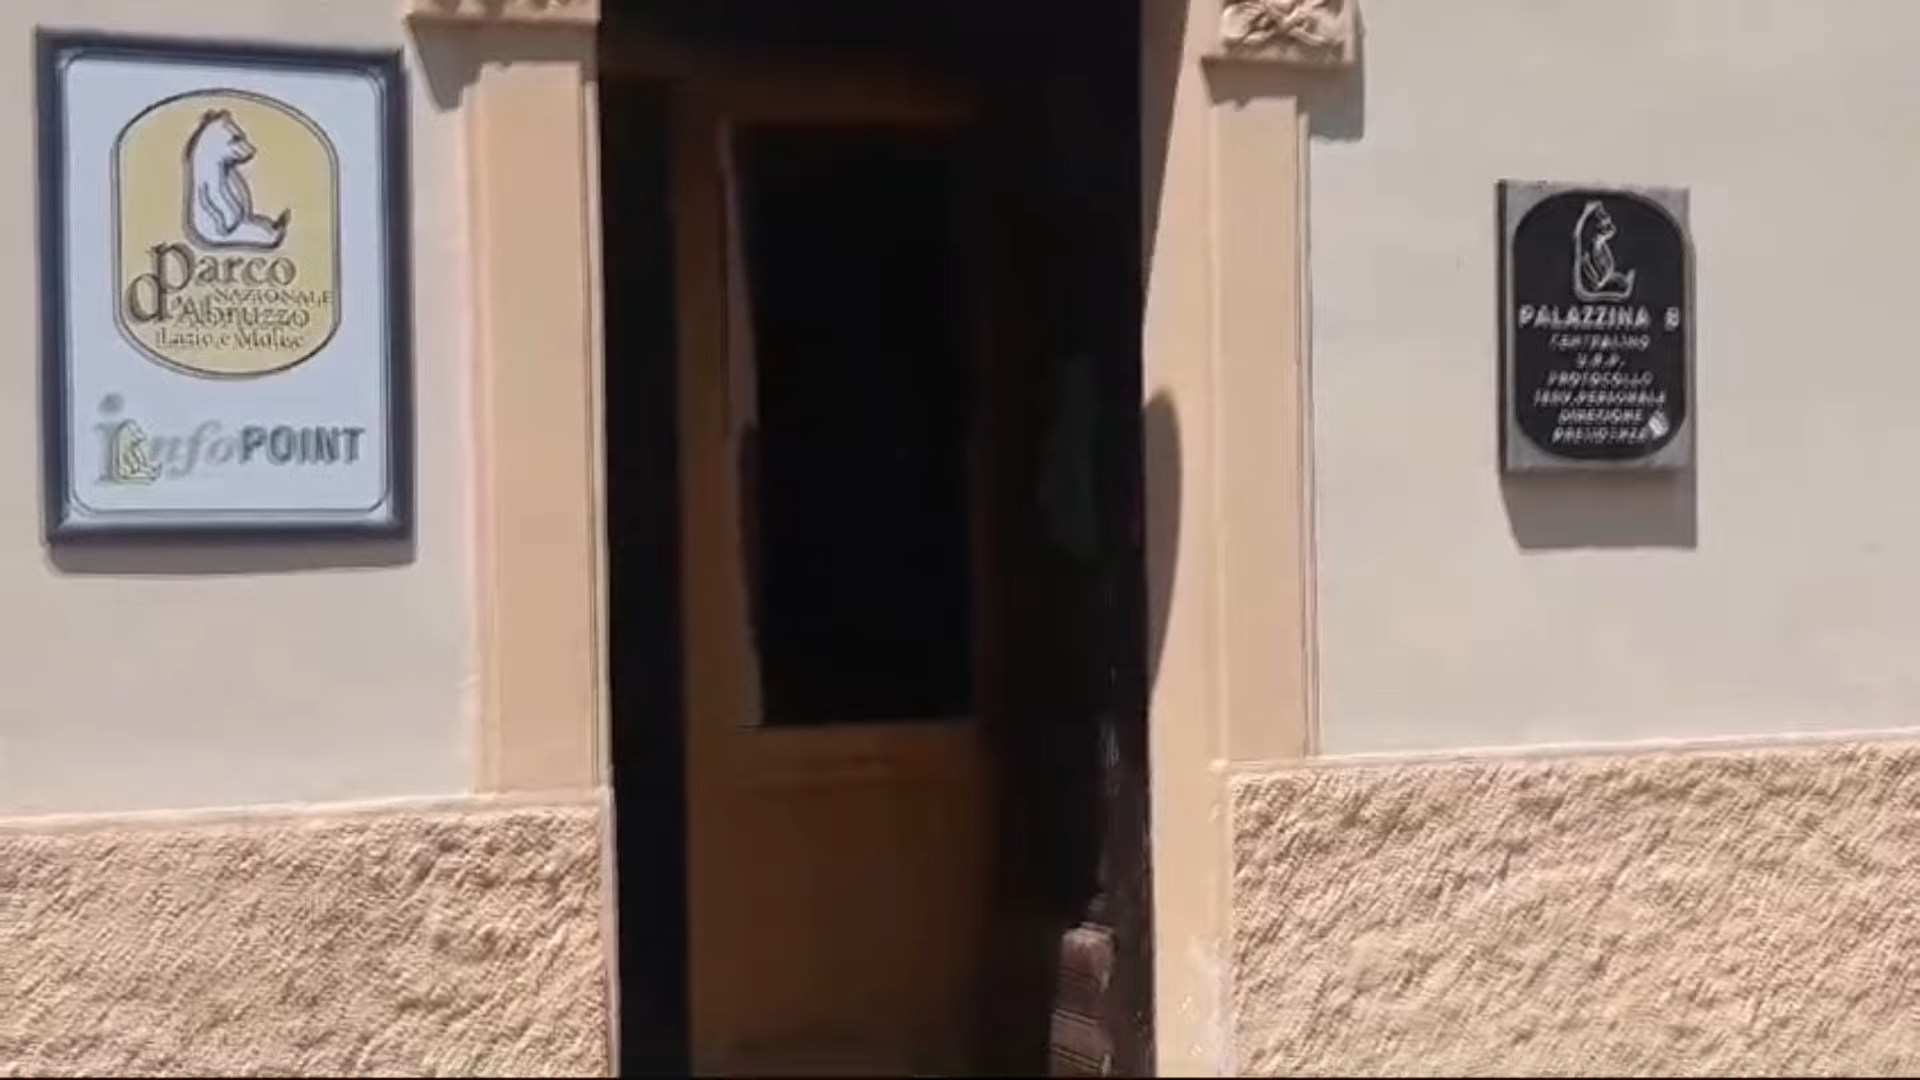 Parco
NAZIONALE
d'Abruzzo
Lazio e Molise
infoPOINT
PALAZZINA B
CENTRALINO
U.R.P.
PROTOCOLLO
SERV.PERSONALE
DIREZIONE
PRESIDENZA